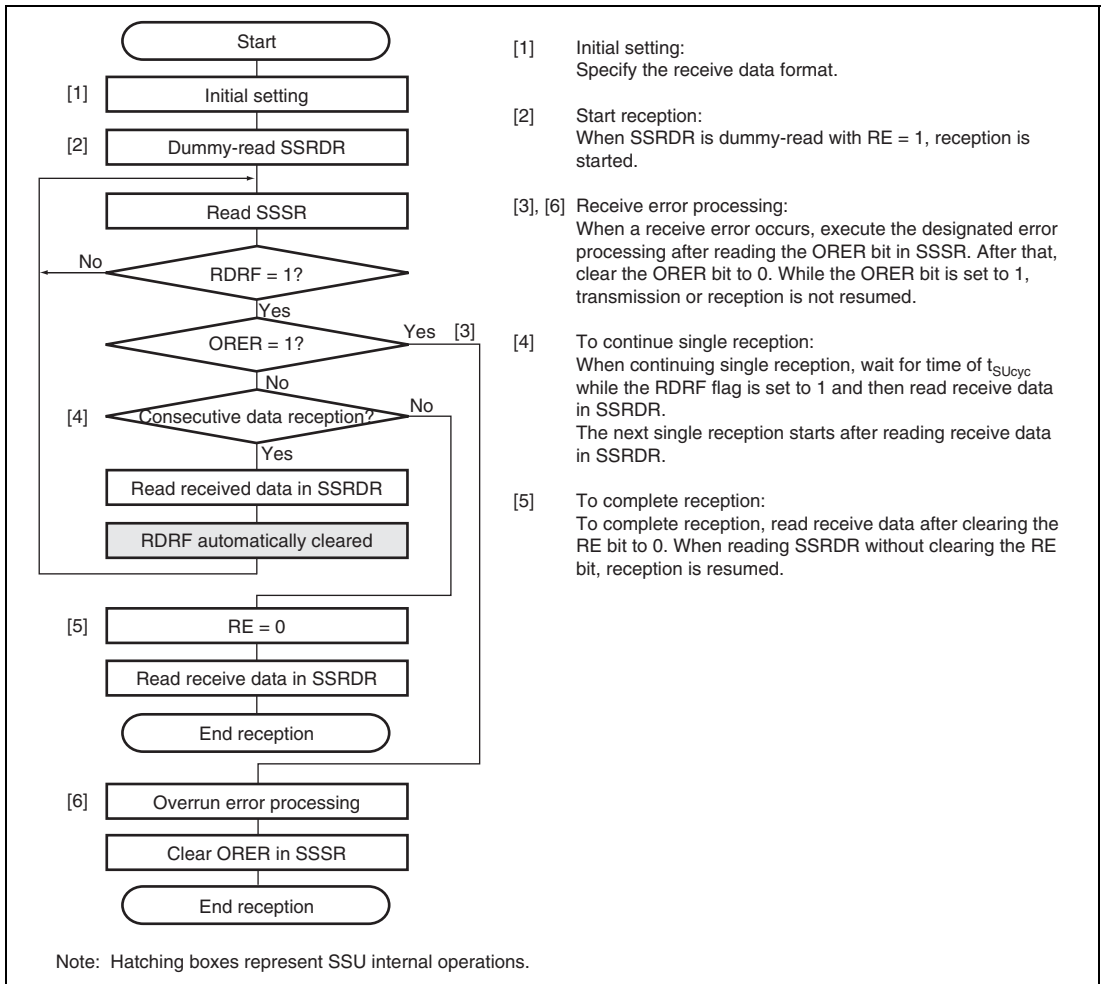 Start
[1] Initial setting
[2] Dummy-read SSRDR
Read SSSR
No
RDRF = 1?
Yes
ORER = 1?
Yes [3]
No
[4] Consecutive data reception?
No
Yes
Read received data in SSRDR
RDRF automatically cleared
[5] RE = 0
Read receive data in SSRDR
End reception
[6] Overrun error processing
Clear ORER in SSSR
End reception
[1] Initial setting:
Specify the receive data format.
[2] Start reception:
When SSRDR is dummy-read with RE = 1, reception is
started.
[3], [6] Receive error processing:
When a receive error occurs, execute the designated error
processing after reading the ORER bit in SSSR. After that,
clear the ORER bit to 0. While the ORER bit is set to 1,
transmission or reception is not resumed.
[4] To continue single reception:
When continuing single reception, wait for time of tSUcyc
while the RDRF flag is set to 1 and then read receive data
in SSRDR.
The next single reception starts after reading receive data
in SSRDR.
[5] To complete reception:
To complete reception, read receive data after clearing the
RE bit to 0. When reading SSRDR without clearing the RE
bit, reception is resumed.
Note: Hatching boxes represent SSU internal operations.